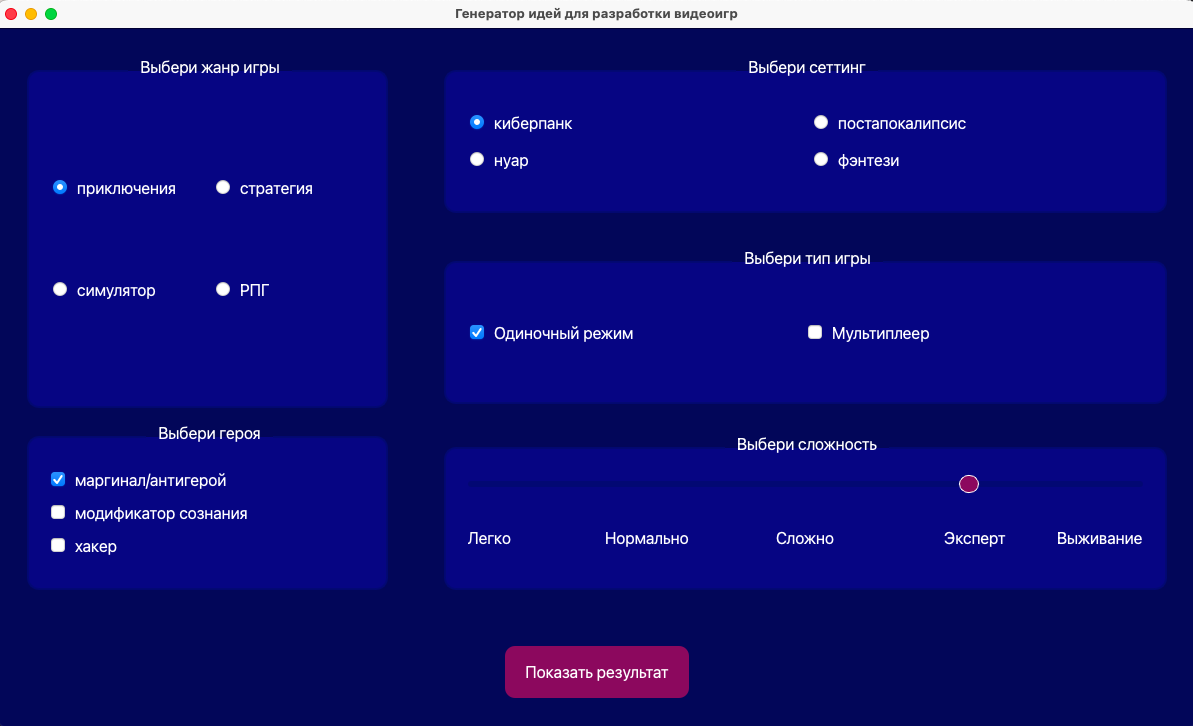 Генератор идей для разработки видеоигр
Выбери жанр игры
приключения
стратегия
симулятор
РПГ
Выбери героя
маргинал/антигерой
модификатор сознания
хакер
Выбери сеттинг
киберпанк
постапокалипсис
нуар
фэнтези
Выбери тип игры
Одиночный режим
Мультиплеер
Выбери сложность
Легко
Нормально
Сложно
Эксперт
Выживание
Показать результат